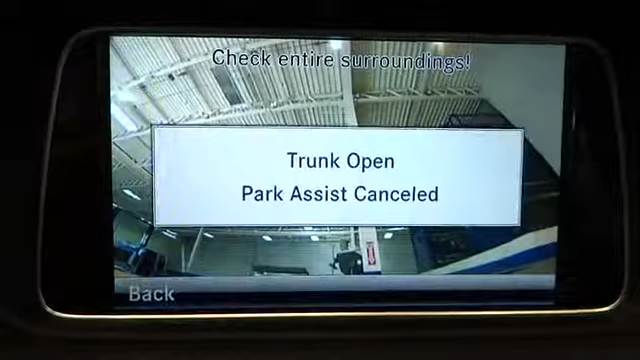 Check entire surroundings!
Trunk Open
Park Assist Canceled
Back